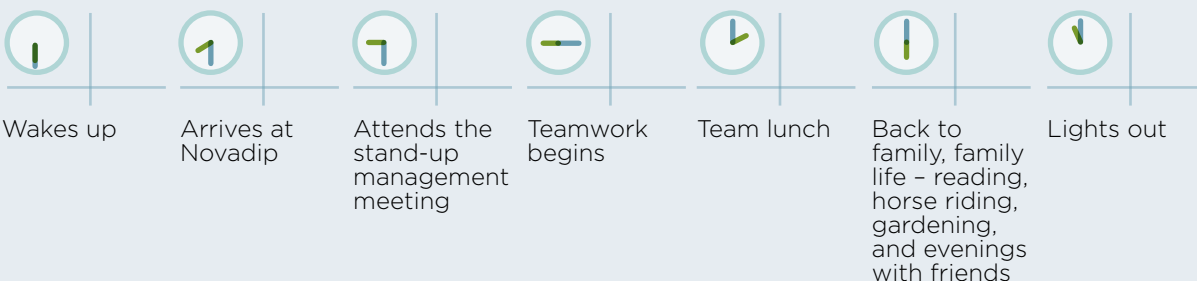 Wakes up
Arrives at
Novadip
Attends the
stand-up
management
meeting
Teamwork
begins
Team lunch
Back to
family, family
life – reading,
horse riding,
gardening,
and evenings
with friends
Lights out